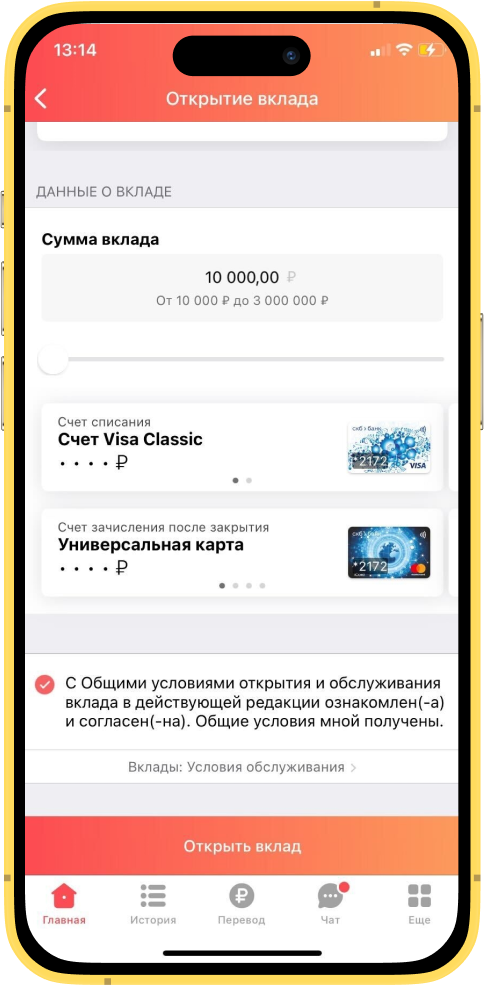 13:14
Открытие вклада
ДАННЫЕ О ВКЛАДЕ
Сумма вклада
10 000,00 ₽
От 10 000 ₽ до 3 000 000 ₽
Счет списания
Счет Visa Classic
• • • • ₽
скб банк
*2172
VISA
Счет зачисления после закрытия
Универсальная карта
• • • • ₽
скб банк
*2172
С Общими условиями открытия и обслуживания
вклада в действующей редакции ознакомлен(-а)
и согласен(-на). Общие условия мной получены.
Вклады: Условия обслуживания >
Открыть вклад
Главная
История
Перевод
Чат
Еще